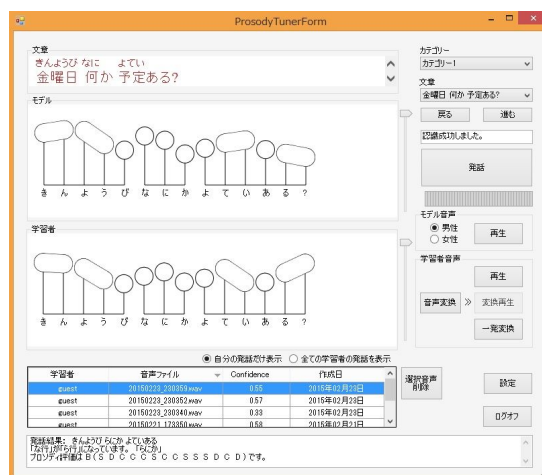 ProsodyTunerForm
文章
きんようび なに よてい
金曜日 何か 予定ある?
モデル
き ん よ う び な に か よ て い あ る ?
学習者
き ん よ う び な に か よ て い あ る ?
カテゴリー
カテゴリー1
文章
金曜日 何か 予定ある?
戻る 進む
認識成功しました。
発話
モデル音声
男性
女性
再生
学習者音声
再生
音声変換 » 変換再生
一発変換
自分の発話だけ表示 全ての学習者の発話を表示
学習者 音声ファイル Confidence 作成日
guest 20150223_230359.wav 0.55 2015年02月23日
guest 20150223_230353.wav 0.57 2015年02月23日
guest 20150223_230340.wav 0.33 2015年02月23日
guest 20150221_173350.wav 0.58 2015年02月21日
選択音声
削除
設定
ログオフ
発話結果: きんようび らにか よていある
「な行」が「ら行」になっています。 「らにか」
プロソディ評価は B ( S D C C C S C C S S S D C D ) です。